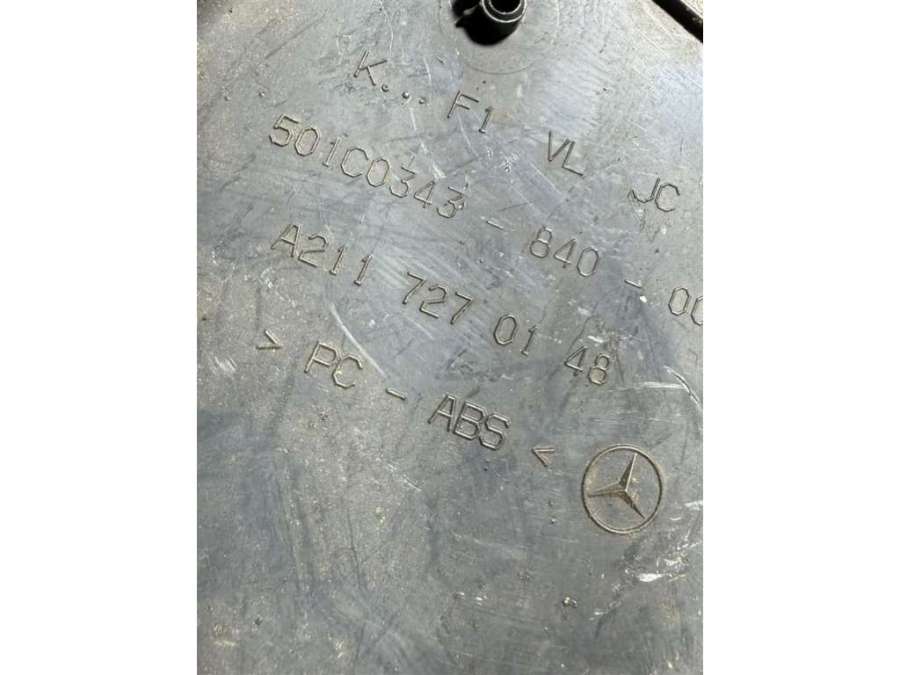 K... F1 VL JC
501C0343 - 840 - 00
A211 727 01 48
> PC - ABS <